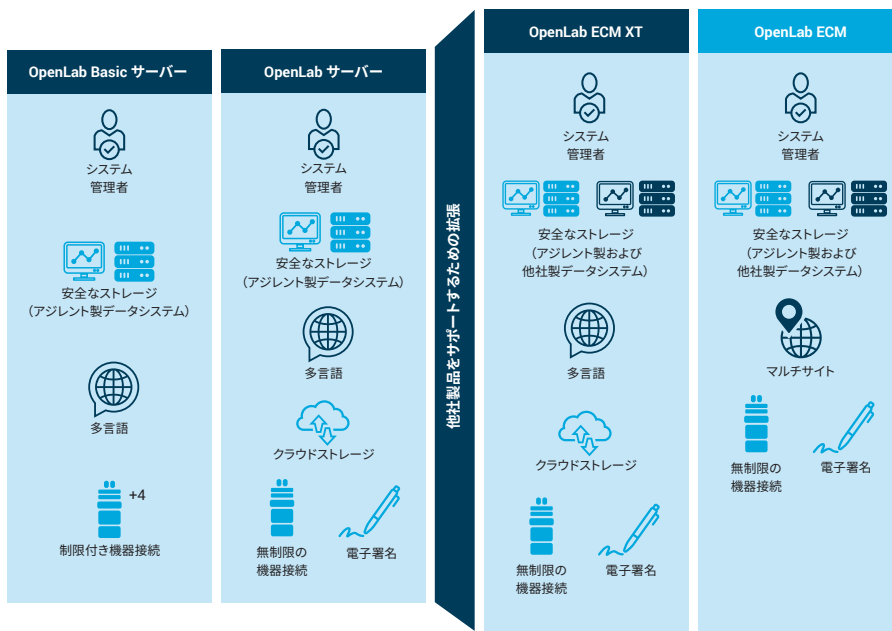 OpenLab Basic サーバー
システム
管理者
安全なストレージ
（アジレント製データシステム）
多言語
+4
制限付き機器接続
OpenLab サーバー
システム
管理者
安全なストレージ
（アジレント製データシステム）
多言語
クラウドストレージ
無制限の
機器接続
電子署名
他社製品をサポートするための拡張
OpenLab ECM XT
システム
管理者
安全なストレージ
（アジレント製および
他社製データシステム）
多言語
クラウドストレージ
無制限の
機器接続
電子署名
OpenLab ECM
システム
管理者
安全なストレージ
（アジレント製および
他社製データシステム）
マルチサイト
無制限の
機器接続
電子署名